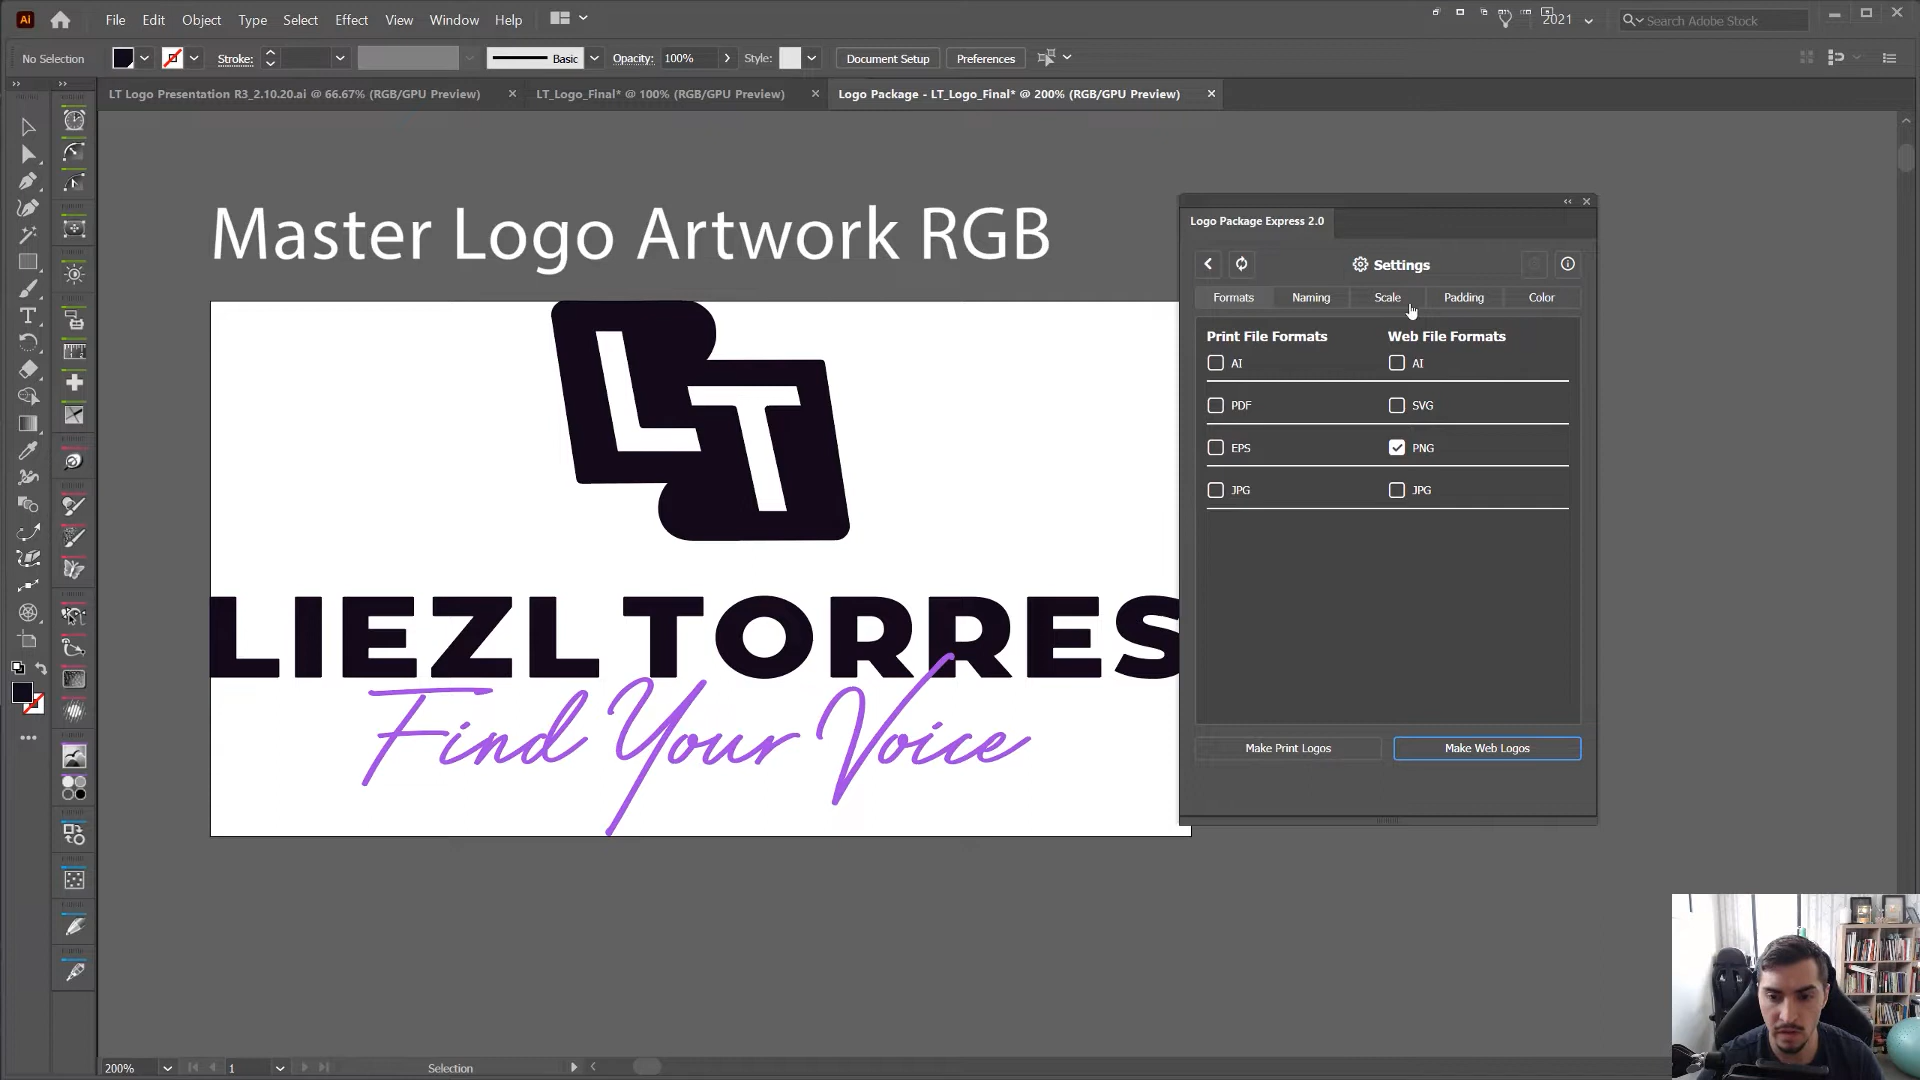 Ai File Edit Object Type Select Effect View Window Help 2021 Search Adobe Stock
No Selection Stroke: Basic Opacity: 100% Style: Document Setup Preferences
LT Logo Presentation R3_2.10.20.ai @ 66.67% (RGB/GPU Preview) LT_Logo_Final* @ 100% (RGB/GPU Preview) Logo Package - LT_Logo_Final* @ 200% (RGB/GPU Preview)
Master Logo Artwork RGB
LT
LIEZL TORRES
Find Your Voice
Logo Package Express 2.0
Settings
Formats Naming Scale Padding Color
Print File Formats Web File Formats
AI AI
PDF SVG
EPS PNG
JPG JPG
Make Print Logos Make Web Logos
200% 1 Selection